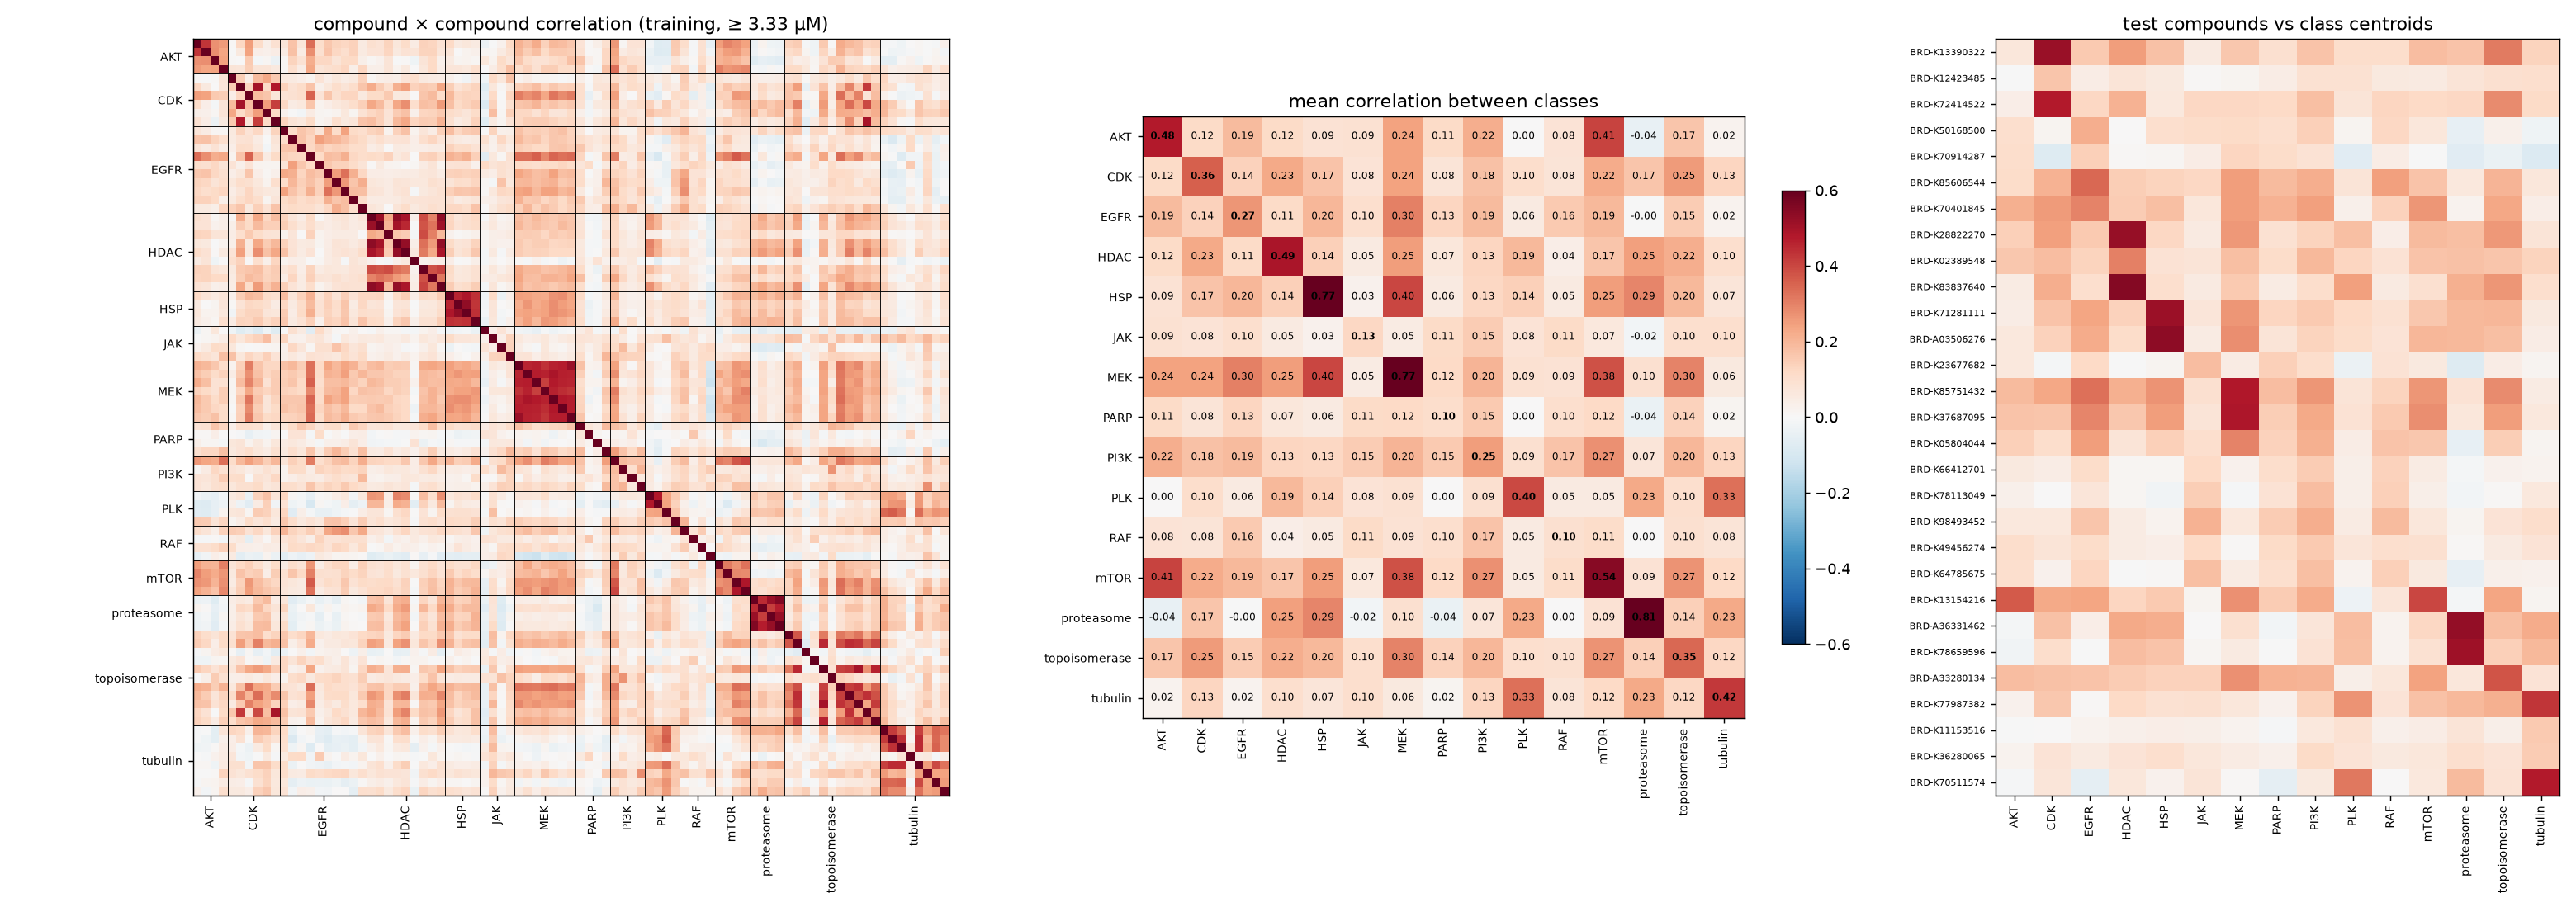 compound × compound correlation (training, ≥ 3.33 μM)
AKT
CDK
EGFR
HDAC
HSP
JAK
MEK
PARP
PI3K
PLK
RAF
mTOR
proteasome
topoisomerase
tubulin
AKT CDK EGFR HDAC HSP JAK MEK PARP PI3K PLK RAF mTOR proteasome topoisomerase tubulin
mean correlation between classes
AKT 0.48 0.12 0.19 0.12 0.09 0.09 0.24 0.11 0.22 0.00 0.08 0.41 -0.04 0.17 0.02
CDK 0.12 0.36 0.14 0.23 0.17 0.08 0.24 0.08 0.18 0.10 0.08 0.22 0.17 0.25 0.13
EGFR 0.19 0.14 0.27 0.11 0.20 0.10 0.30 0.13 0.19 0.06 0.16 0.19 -0.00 0.15 0.02
HDAC 0.12 0.23 0.11 0.49 0.14 0.05 0.25 0.07 0.13 0.19 0.04 0.17 0.25 0.22 0.10
HSP 0.09 0.17 0.20 0.14 0.77 0.03 0.40 0.06 0.13 0.14 0.05 0.25 0.29 0.20 0.07
JAK 0.09 0.08 0.10 0.05 0.03 0.13 0.05 0.11 0.15 0.08 0.11 0.07 -0.02 0.10 0.10
MEK 0.24 0.24 0.30 0.25 0.40 0.05 0.77 0.12 0.20 0.09 0.09 0.38 0.10 0.30 0.06
PARP 0.11 0.08 0.13 0.07 0.06 0.11 0.12 0.10 0.15 0.00 0.10 0.12 -0.04 0.14 0.02
PI3K 0.22 0.18 0.19 0.13 0.13 0.15 0.20 0.15 0.25 0.09 0.17 0.27 0.07 0.20 0.13
PLK 0.00 0.10 0.06 0.19 0.14 0.08 0.09 0.00 0.09 0.40 0.05 0.05 0.23 0.10 0.33
RAF 0.08 0.08 0.16 0.04 0.05 0.11 0.09 0.10 0.17 0.05 0.10 0.11 0.00 0.10 0.08
mTOR 0.41 0.22 0.19 0.17 0.25 0.07 0.38 0.12 0.27 0.05 0.11 0.54 0.09 0.27 0.12
proteasome -0.04 0.17 -0.00 0.25 0.29 -0.02 0.10 -0.04 0.07 0.23 0.00 0.09 0.81 0.14 0.23
topoisomerase 0.17 0.25 0.15 0.22 0.20 0.10 0.30 0.14 0.20 0.10 0.10 0.27 0.14 0.35 0.12
tubulin 0.02 0.13 0.02 0.10 0.07 0.10 0.06 0.02 0.13 0.33 0.08 0.12 0.23 0.12 0.42
AKT CDK EGFR HDAC HSP JAK MEK PARP PI3K PLK RAF mTOR proteasome topoisomerase tubulin
0.6
0.4
0.2
0.0
−0.2
−0.4
−0.6
test compounds vs class centroids
BRD-K13390322
BRD-K12423485
BRD-K72414522
BRD-K50168500
BRD-K70914287
BRD-K85606544
BRD-K70401845
BRD-K28822270
BRD-K02389548
BRD-K83837640
BRD-K71281111
BRD-A03506276
BRD-K23677682
BRD-K85751432
BRD-K37687095
BRD-K05804044
BRD-K66412701
BRD-K78113049
BRD-K98493452
BRD-K49456274
BRD-K64785675
BRD-K13154216
BRD-A36331462
BRD-K78659596
BRD-A33280134
BRD-K77987382
BRD-K11153516
BRD-K36280065
BRD-K70511574
AKT CDK EGFR HDAC HSP JAK MEK PARP PI3K PLK RAF mTOR proteasome topoisomerase tubulin